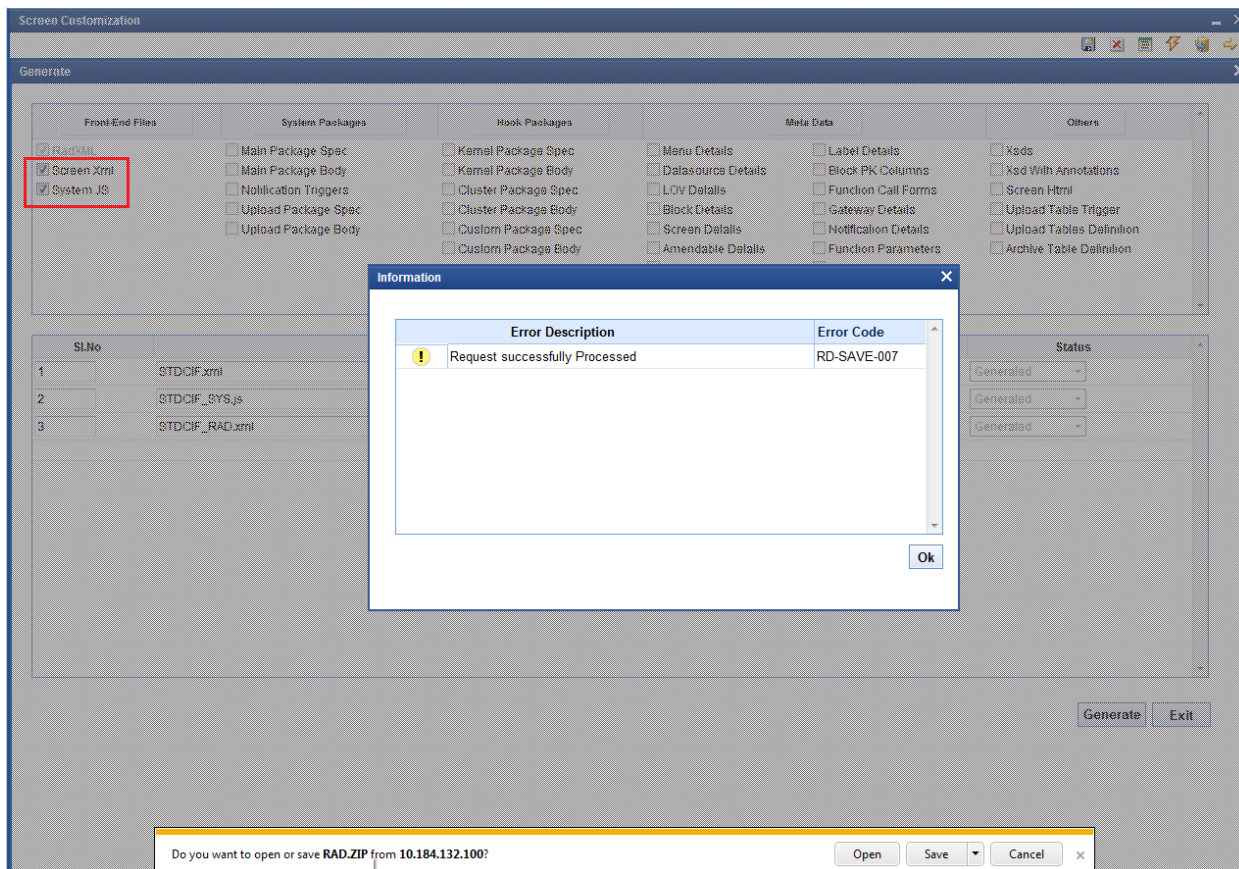 Screen Customization
Generate
Front-End Files System Packages Hook Packages Meta Data Others
RadXML Main Package Spec Kernel Package Spec Menu Details Label Details Xsds
Screen Xml Main Package Body Kernel Package Body Datasource Details Block PK Columns Xsd With Annotations
System JS Notification Triggers Cluster Package Spec LOV Details Function Call Forms Screen Html
Upload Package Spec Cluster Package Body Block Details Gateway Details Upload Table Trigger
Upload Package Body Custom Package Spec Screen Details Notification Details Upload Tables Definition
Custom Package Body Amendable Details Function Parameters Archive Table Definition
Information
Error Description Error Code
Request successfully Processed RD-SAVE-007
Ok
Sl.No Status
1 STDCIF.xml Generated
2 STDCIF_SYS.js Generated
3 STDCIF_RAD.xml Generated
Generate Exit
Do you want to open or save RAD.ZIP from 10.184.132.100? Open Save Cancel